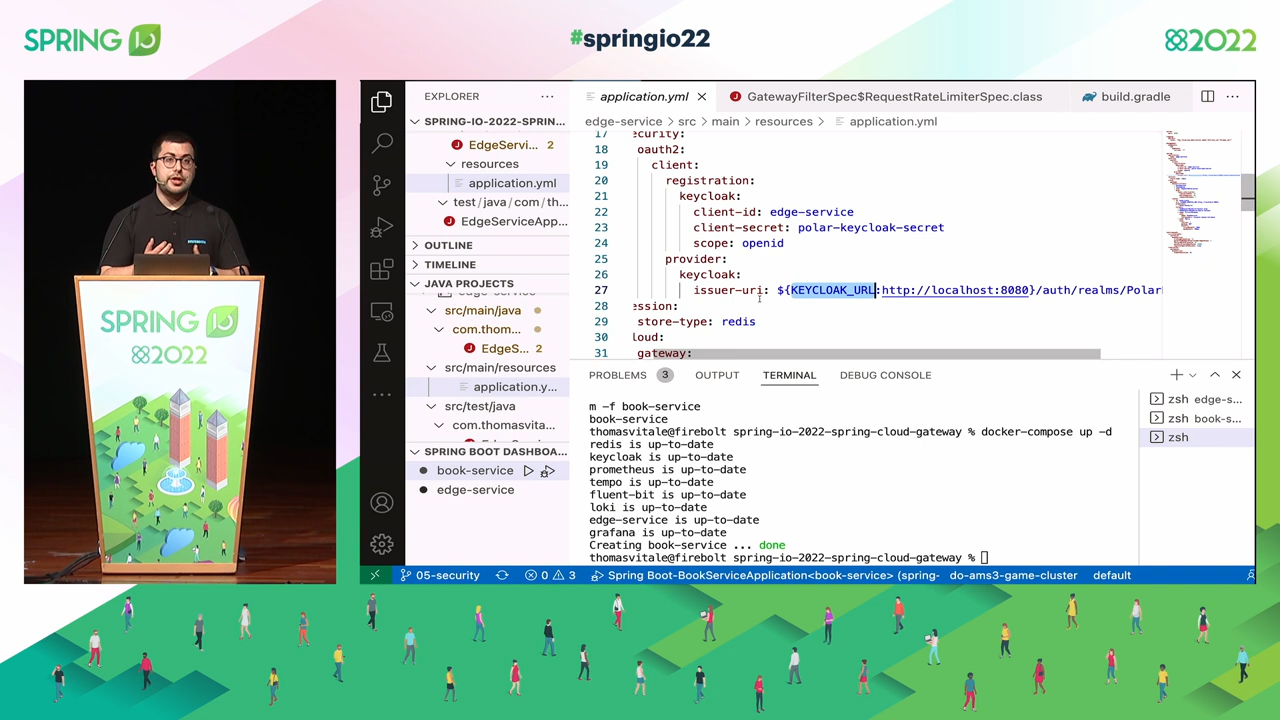 SPRING IO
#springio22
2022
SPRING IO
2022
EXPLORER
SPRING-IO-2022-SPRIN...
EdgeServ... 2
resources
application.yml
test/java/com/th...
EdgeServiceApp...
OUTLINE
TIMELINE
JAVA PROJECTS
src/main/java
com.thom...
EdgeS... 2
src/main/resources
application.y...
src/test/java
com.thomasvita...
SPRING BOOT DASHBOA...
book-service
edge-service
application.yml
GatewayFilterSpec$RequestRateLimiterSpec.class
build.gradle
edge-service > src > main > resources > application.yml
17 ecurity:
18 oauth2:
19 client:
20 registration:
21 keycloak:
22 client-id: edge-service
23 client-secret: polar-keycloak-secret
24 scope: openid
25 provider:
26 keycloak:
27 issuer-uri: ${KEYCLOAK_URL:http://localhost:8080}/auth/realms/Polar
28 ession:
29 store-type: redis
30 loud:
31 gateway:
PROBLEMS 3 OUTPUT TERMINAL DEBUG CONSOLE
m -f book-service
book-service
thomasvitale@firebolt spring-io-2022-spring-cloud-gateway % docker-compose up -d
redis is up-to-date
keycloak is up-to-date
prometheus is up-to-date
tempo is up-to-date
fluent-bit is up-to-date
loki is up-to-date
edge-service is up-to-date
grafana is up-to-date
Creating book-service ... done
thomasvitale@firebolt spring-io-2022-spring-cloud-gateway %
zsh edge-s...
zsh book-s...
zsh
05-security 0 3 Spring Boot-BookServiceApplication<book-service> (spring- do-ams3-game-cluster default